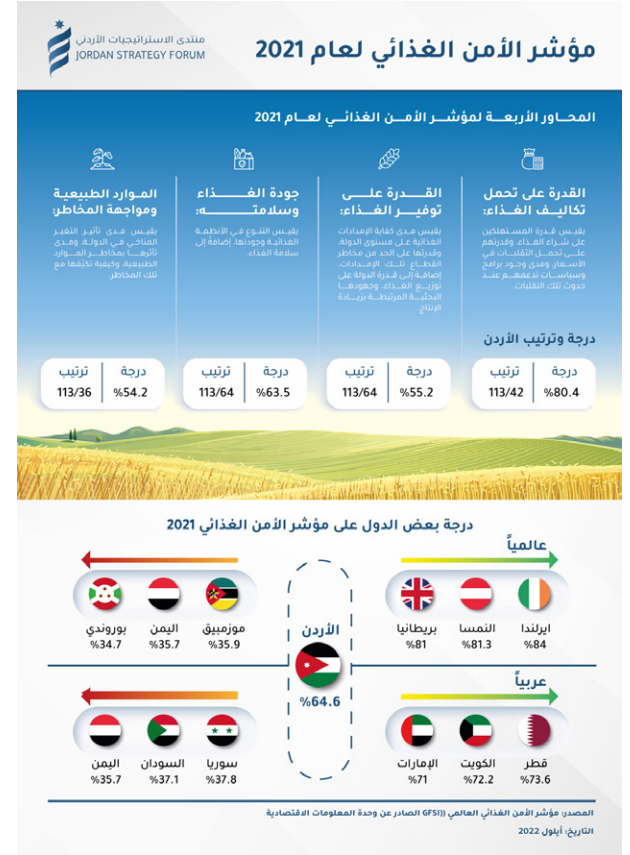 مؤشر الأمن الغذائي لعام 2021
منتدى الاستراتيجيات الأردني
JORDAN STRATEGY FORUM
المحاور الأربعة لمؤشر الأمن الغذائي لعام 2021
القدرة على تحمل
تكاليف الغذاء:
يقيس قدرة المستهلكين
على شراء الغذاء، وقدرتهم
على تحمل التقلبات في
الأسعار، ومدى وجود برامج
وسياسات تدعمهم عند
حدوث تلك التقلبات.
القدرة على
توفير الغذاء:
يقيس مدى كفاية الإمدادات
الغذائية على مستوى الدولة،
وقدرتها على الحد من مخاطر
انقطاع تلك الإمدادات،
إضافة إلى قدرة الدولة على
توزيع الغذاء، وجهودها
البحثية المرتبطة بزيادة
الإنتاج.
جودة الغذاء
وسلامته:
يقيس التنوع في الأنظمة
الغذائية وجودتها، إضافة إلى
سلامة الغذاء.
الموارد الطبيعية
ومواجهة المخاطر:
يقيس مدى تأثير التغير
المناخي في الدولة، ومدى
تأثرها بمخاطر الموارد
الطبيعية، وكيفية تكيفها مع
تلك المخاطر.
درجة وترتيب الأردن
درجة ترتيب
%80.4 113/42
درجة ترتيب
%55.2 113/64
درجة ترتيب
%63.5 113/64
درجة ترتيب
%54.2 113/36
درجة بعض الدول على مؤشر الأمن الغذائي 2021
عالمياً
ايرلندا النمسا بريطانيا
%84 %81.3 %81
موزمبيق اليمن بوروندي
%35.9 %35.7 %34.7
الأردن
%64.6
عربياً
قطر الكويت الإمارات
%73.6 %72.2 %71
سوريا السودان اليمن
%37.8 %37.1 %35.7
المصدر: مؤشر الأمن الغذائي العالمي ((GFSI الصادر عن وحدة المعلومات الاقتصادية
التاريخ: أيلول 2022